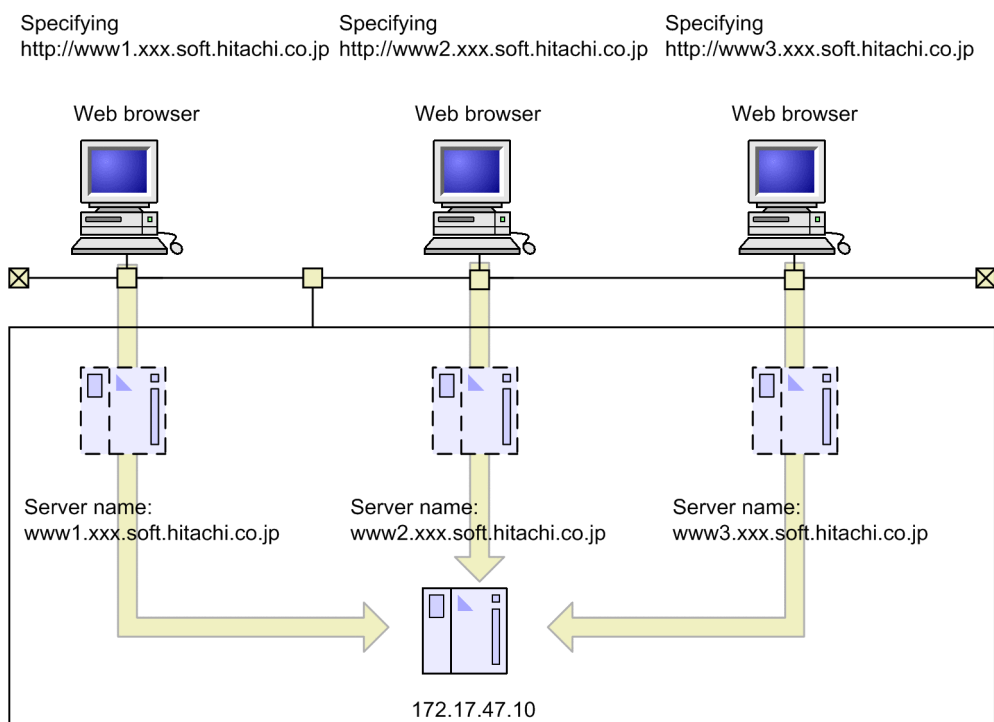 Specifying
http://www1.xxx.soft.hitachi.co.jp
Specifying
http://www2.xxx.soft.hitachi.co.jp
Specifying
http://www3.xxx.soft.hitachi.co.jp
Web browser
Web browser
Web browser
Server name:
www1.xxx.soft.hitachi.co.jp
Server name:
www2.xxx.soft.hitachi.co.jp
Server name:
www3.xxx.soft.hitachi.co.jp
172.17.47.10